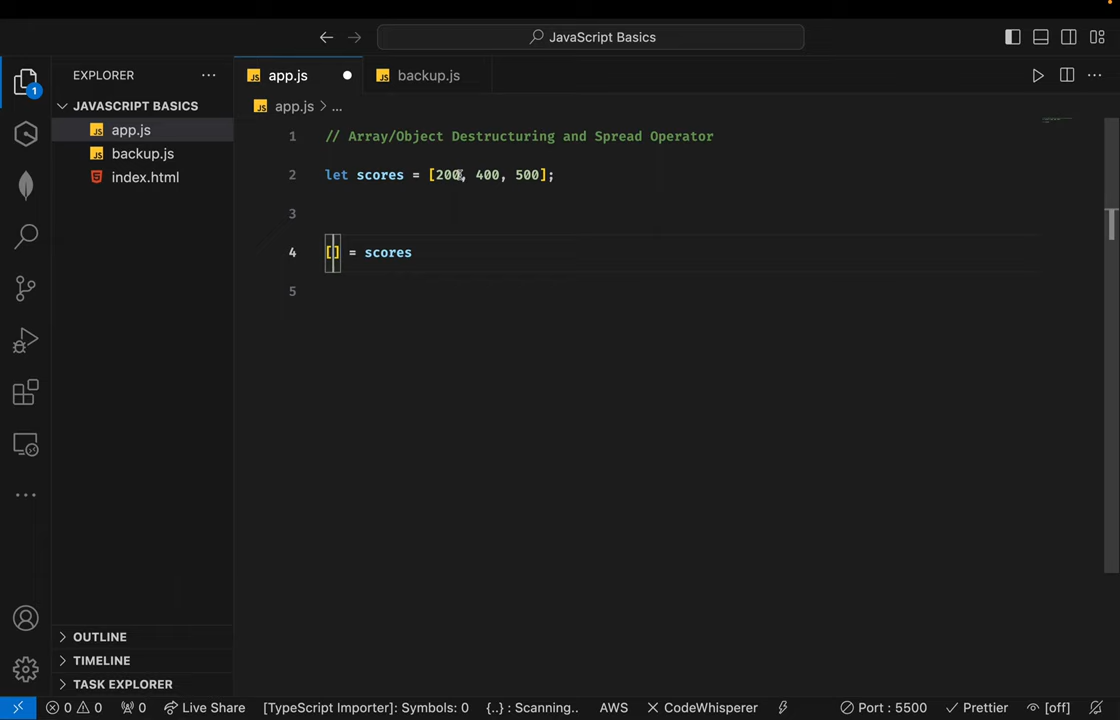 JavaScript Basics
EXPLORER
app.js
backup.js
JAVASCRIPT BASICS
app.js
backup.js
index.html
app.js > ...
1 // Array/Object Destructuring and Spread Operator
2 let scores = [200, 400, 500];
3
4 [] = scores
5
1
OUTLINE
TIMELINE
TASK EXPLORER
0 0 0 Live Share [TypeScript Importer]: Symbols: 0 {..} : Scanning.. AWS CodeWhisperer Port : 5500 Prettier [off]